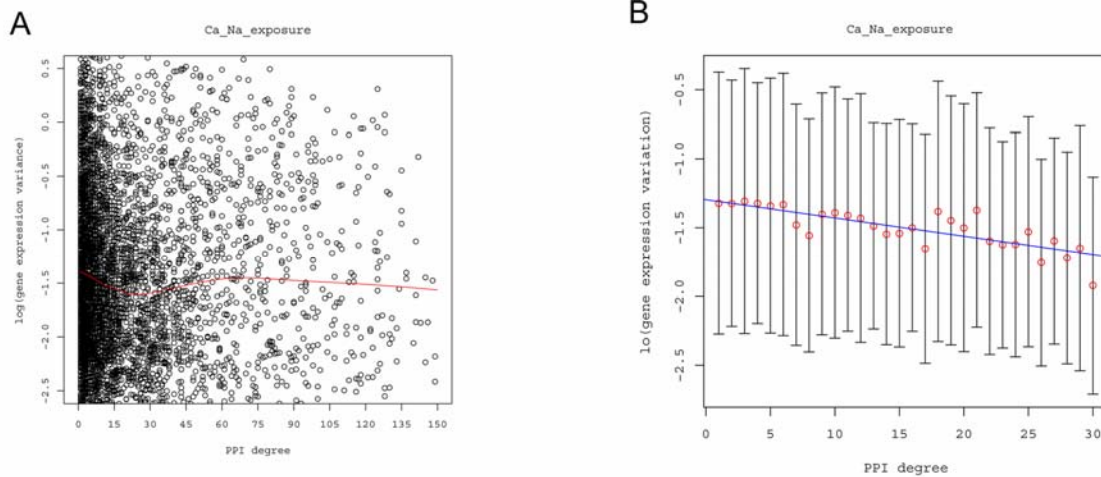 A
Ca_Na_exposure
log(gene expression variance)
0.5
0.0
-0.5
-1.0
-1.5
-2.0
-2.5
0 15 30 45 60 75 90 105 120 135 150
PPI degree
B
Ca_Na_exposure
lo(gene expression variation)
-0.5
-1.0
-1.5
-2.0
-2.5
0 5 10 15 20 25 30
PPI degree